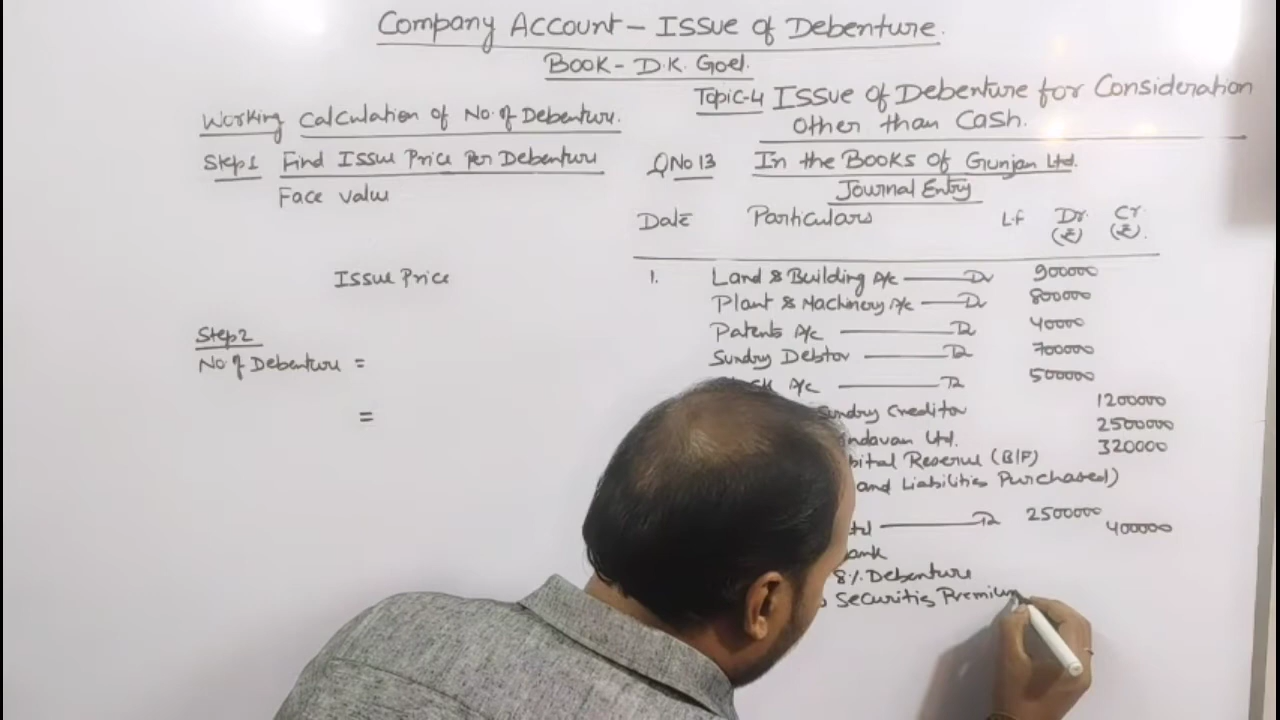 Company Account - Issue of Debenture.
Book - D.K. Goel.
Topic-4 Issue of Debenture for Consideration
Other than Cash.
Working Calculation of No. of Debenture.
Step1 Find Issue Price Per Debenture
Face value
Issue Price
Step2
No. of Debenture =
=
QNo 13 In the Books of Gunjan Ltd.
Journal Entry
Date Particulars L.f Dr. (₹) Cr. (₹)
1. Land & Building A/c Dr 900000
Plant & Machinery A/c Dr 800000
Patents A/c Dr 40000
Sundry Debtor Dr 700000
A/c Dr 500000
Sundry Creditor 1200000
Ltd. 2500000
Reserve (B/F) 320000
and Liabilities Purchased)
Dr 2500000
400000
8% Debenture
Securities Premium